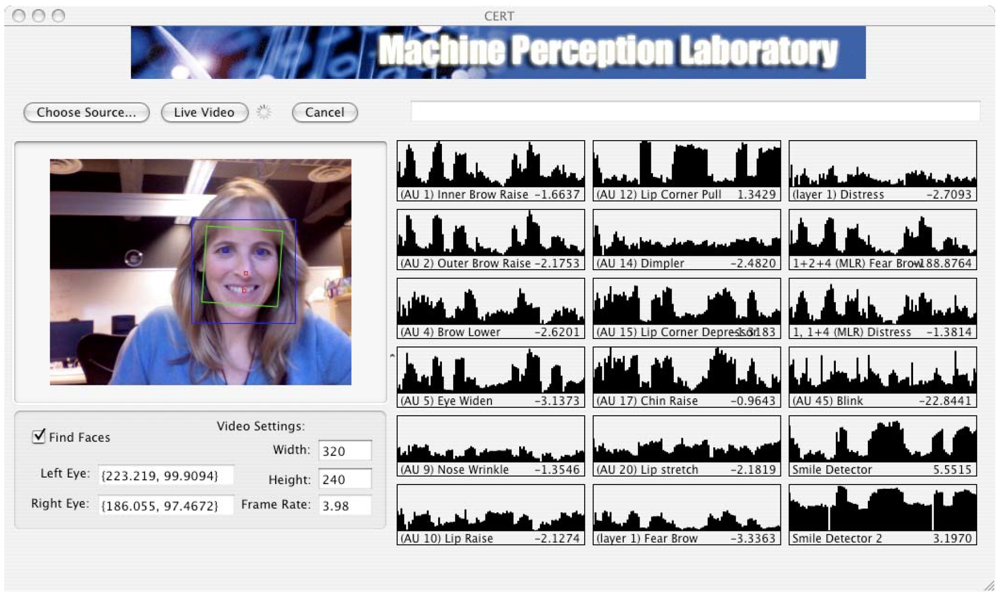 CERT
Machine Perception Laboratory
Choose Source...
Live Video
Cancel
(AU 1) Inner Brow Raise -1.6637
(AU 12) Lip Corner Pull 1.3429
(layer 1) Distress -2.7093
(AU 2) Outer Brow Raise -2.1753
(AU 14) Dimpler -2.4820
1+2+4 (MLR) Fear Brow -188.8764
(AU 4) Brow Lower -2.6201
(AU 15) Lip Corner Depressor -1.3183
1, 1+4 (MLR) Distress -1.3814
(AU 5) Eye Widen -3.1373
(AU 17) Chin Raise -0.9643
(AU 45) Blink -22.8441
(AU 9) Nose Wrinkle -1.3546
(AU 20) Lip stretch -2.1819
Smile Detector 5.5515
(AU 10) Lip Raise -2.1274
(layer 1) Fear Brow -3.3363
Smile Detector 2 3.1970
Find Faces
Video Settings:
Width: 320
Left Eye: {223.219, 99.9094}
Height: 240
Right Eye: {186.055, 97.4672}
Frame Rate: 3.98